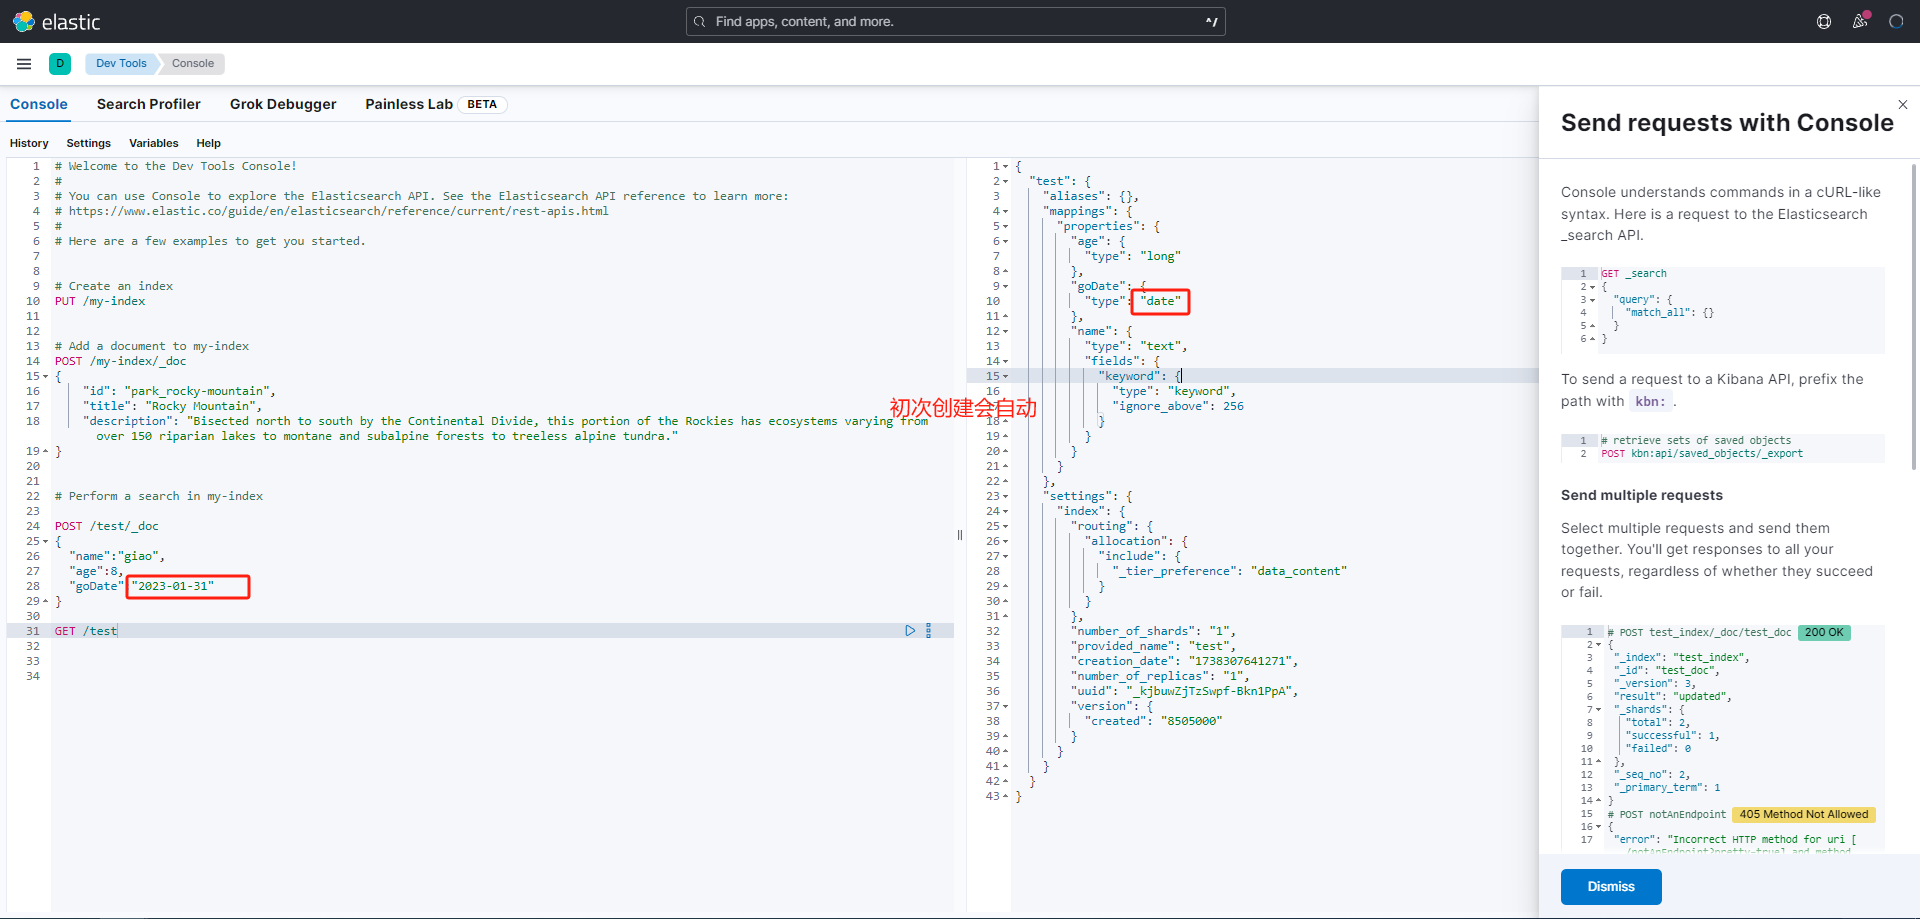 elastic
Find apps, content, and more.
^/
D
Dev Tools
Console
Console
Search Profiler
Grok Debugger
Painless Lab
BETA
History
Settings
Variables
Help
1 # Welcome to the Dev Tools Console!
2 #
3 # You can use Console to explore the Elasticsearch API. See the Elasticsearch API reference to learn more:
4 # https://www.elastic.co/guide/en/elasticsearch/reference/current/rest-apis.html
5 #
6 # Here are a few examples to get you started.
7
8
9 # Create an index
10 PUT /my-index
11
12
13 # Add a document to my-index
14 POST /my-index/_doc
15 {
16 "id": "park_rocky-mountain",
17 "title": "Rocky Mountain",
18 "description": "Bisected north to south by the Continental Divide, this portion of the Rockies has ecosystems varying from
over 150 riparian lakes to montane and subalpine forests to treeless alpine tundra."
19 }
20
21
22 # Perform a search in my-index
23
24 POST /test/_doc
25 {
26 "name":"giao",
27 "age":8,
28 "goDate" "2023-01-31"
29 }
30
31 GET /test
32
33
34
1 {
2 "test": {
3 "aliases": {},
4 "mappings": {
5 "properties": {
6 "age": {
7 "type": "long"
8 },
9 "goDate": {
10 "type": "date"
11 },
12 "name": {
13 "type": "text",
14 "fields": {
15 "keyword": {
16 "type": "keyword",
"ignore_above": 256
初次创建会自动
18 }
19 }
20 }
21 }
22 },
23 "settings": {
24 "index": {
25 "routing": {
26 "allocation": {
27 "include": {
28 "_tier_preference": "data_content"
29 }
30 }
31 },
32 "number_of_shards": "1",
33 "provided_name": "test",
34 "creation_date": "1738307641271",
35 "number_of_replicas": "1",
36 "uuid": "_kjbuwZjTzSwpf-Bkn1PpA",
37 "version": {
38 "created": "8505000"
39 }
40 }
41 }
42 }
43 }
Send requests with Console
Console understands commands in a cURL-like
syntax. Here is a request to the Elasticsearch
_search API.
1 GET _search
2 {
3 "query": {
4 "match_all": {}
5 }
6 }
To send a request to a Kibana API, prefix the
path with kbn: .
1 # retrieve sets of saved objects
2 POST kbn:api/saved_objects/_export
Send multiple requests
Select multiple requests and send them
together. You'll get responses to all your
requests, regardless of whether they succeed
or fail.
1 # POST test_index/_doc/test_doc 200 OK
2 {
3 "_index": "test_index",
4 "_id": "test_doc",
5 "_version": 3,
6 "result": "updated",
7 "_shards": {
8 "total": 2,
9 "successful": 1,
10 "failed": 0
11 },
12 "_seq_no": 2,
13 "_primary_term": 1
14 }
15 # POST notAnEndpoint 405 Method Not Allowed
16 {
17 "error": "Incorrect HTTP method for uri [
/notAnEndpoint?pretty=true] and method
Dismiss